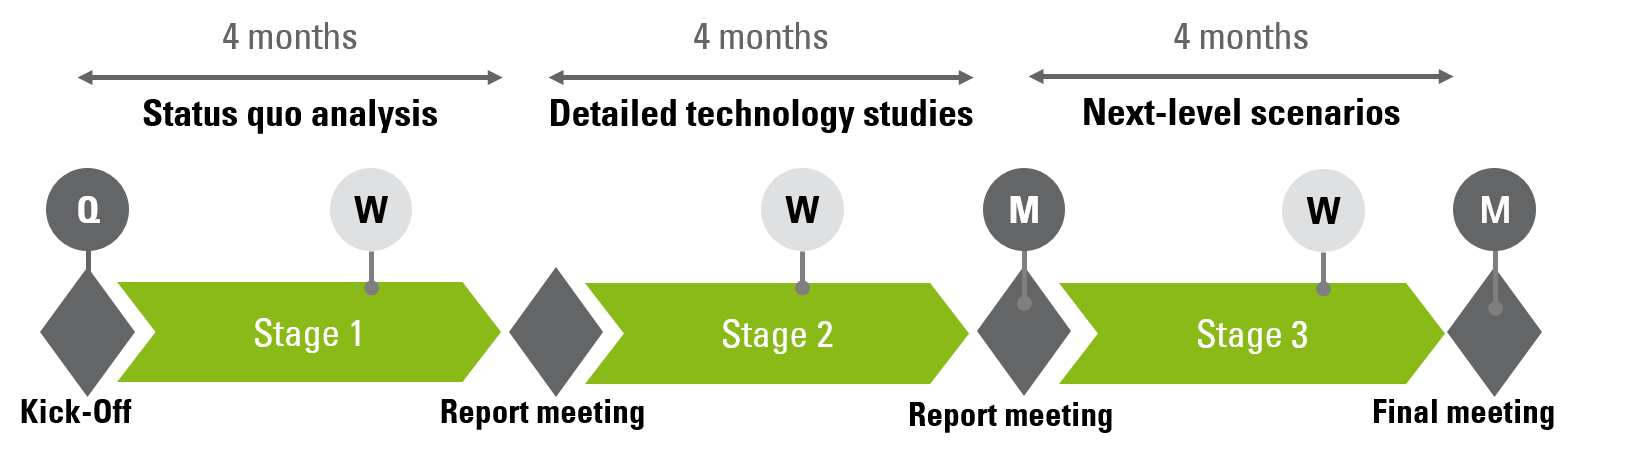 4 months
4 months
4 months
Status quo analysis
Detailed technology studies
Next-level scenarios
Q
W
W
M
W
M
Stage 1
Stage 2
Stage 3
Kick-Off
Report meeting
Report meeting
Final meeting